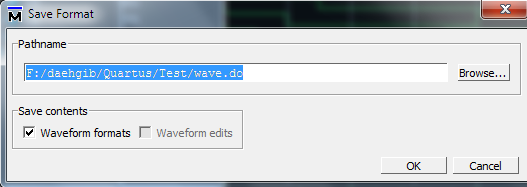 Save Format
Pathname
F:/daehgib/Quartus/Test/wave.do
Browse...
Save contents
Waveform formats
Waveform edits
OK
Cancel